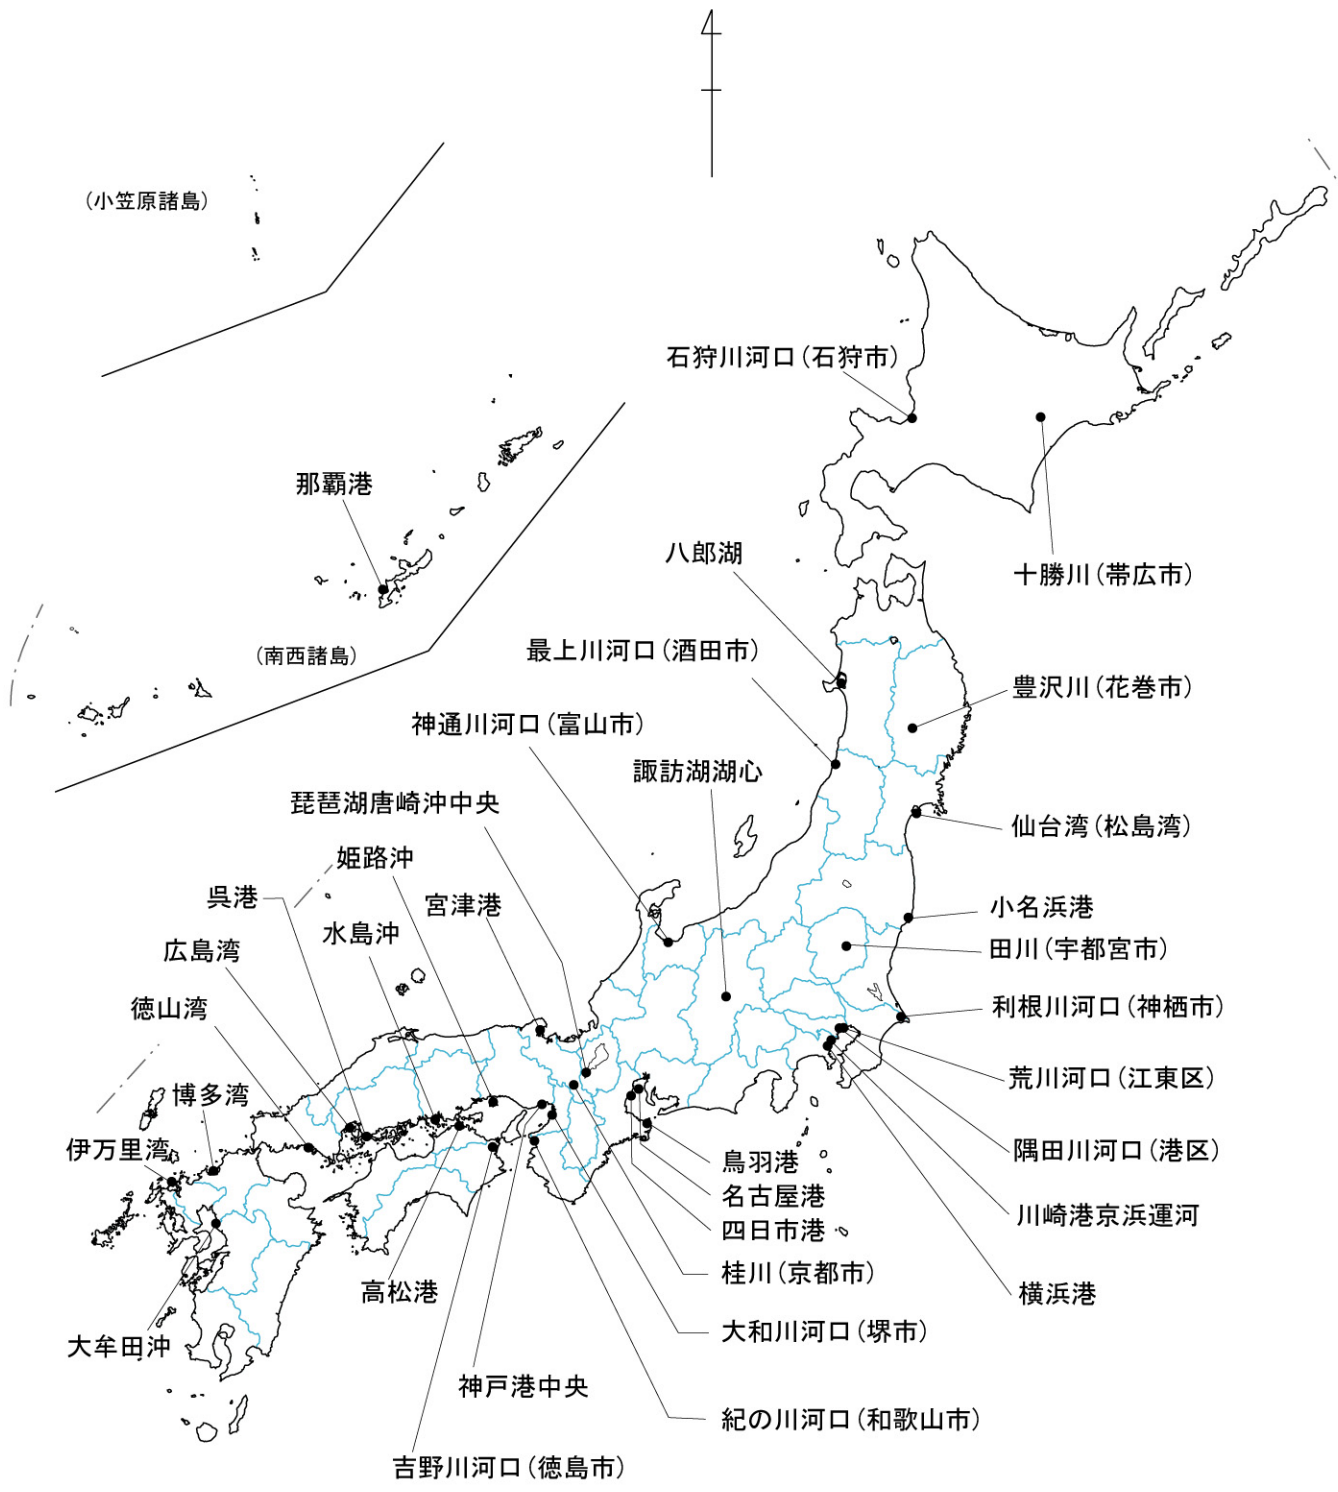 (小笠原諸島)
石狩川河口(石狩市)
那覇港
八郎湖
十勝川(帯広市)
最上川河口(酒田市)
(南西諸島)
豊沢川(花巻市)
神通川河口(富山市)
諏訪湖湖心
琵琶湖唐崎沖中央
仙台湾(松島湾)
姫路沖
呉港
宮津港
小名浜港
水島沖
広島湾
田川(宇都宮市)
徳山湾
利根川河口(神栖市)
荒川河口(江東区)
博多湾
伊万里湾
隅田川河口(港区)
鳥羽港
名古屋港
川崎港京浜運河
四日市港
桂川(京都市)
高松港
横浜港
大和川河口(堺市)
大牟田沖
神戸港中央
紀の川河口(和歌山市)
吉野川河口(徳島市)